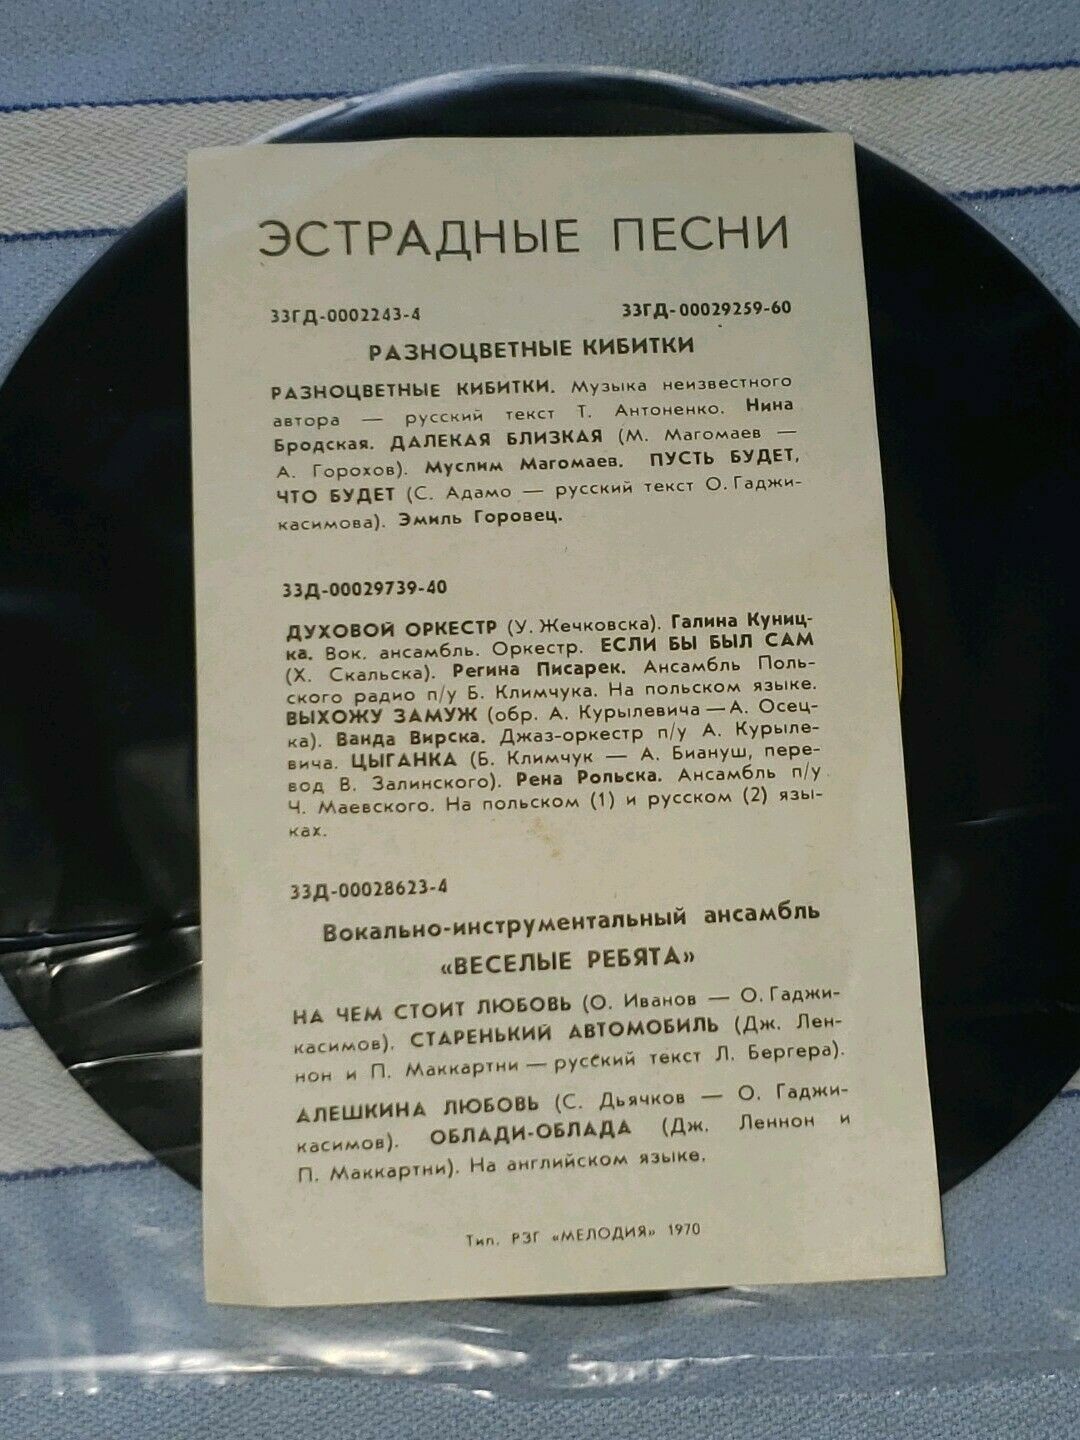 ЭСТРАДНЫЕ ПЕСНИ
33ГД-0002243-4 33ГД-00029259-60
РАЗНОЦВЕТНЫЕ КИБИТКИ
РАЗНОЦВЕТНЫЕ КИБИТКИ. Музыка неизвестного
автора — русский текст Т. Антоненко. Нина
Бродская. ДАЛЕКАЯ БЛИЗКАЯ (М. Магомаев —
А. Горохов). Муслим Магомаев. ПУСТЬ БУДЕТ,
ЧТО БУДЕТ (С. Адамо — русский текст О. Гаджи-
касимова). Эмиль Горовец.
33Д-00029739-40
ДУХОВОЙ ОРКЕСТР (У. Жечковска). Галина Куниц-
ка. Вок. ансамбль. Оркестр. ЕСЛИ БЫ БЫЛ САМ
(Х. Скальска). Регина Писарек. Ансамбль Поль-
ского радио п/у Б. Климчука. На польском языке.
ВЫХОЖУ ЗАМУЖ (обр. А. Курылевича — А. Осец-
ка). Ванда Вирска. Джаз-оркестр п/у А. Курыле-
вича. ЦЫГАНКА (Б. Климчук — А. Биануш, пере-
вод В. Залинского). Рена Рольска. Ансамбль п/у
Ч. Маевского. На польском (1) и русском (2) язы-
ках.
33Д-00028623-4
Вокально-инструментальный ансамбль
«ВЕСЕЛЫЕ РЕБЯТА»
НА ЧЕМ СТОИТ ЛЮБОВЬ (О. Иванов — О. Гаджи-
касимов). СТАРЕНЬКИЙ АВТОМОБИЛЬ (Дж. Лен-
нон и П. Маккартни — русский текст Л. Бергера).
АЛЕШКИНА ЛЮБОВЬ (С. Дьячков — О. Гаджи-
касимов). ОБЛАДИ-ОБЛАДА (Дж. Леннон и
П. Маккартни). На английском языке.
Тип. РЗГ «МЕЛОДИЯ» 1970